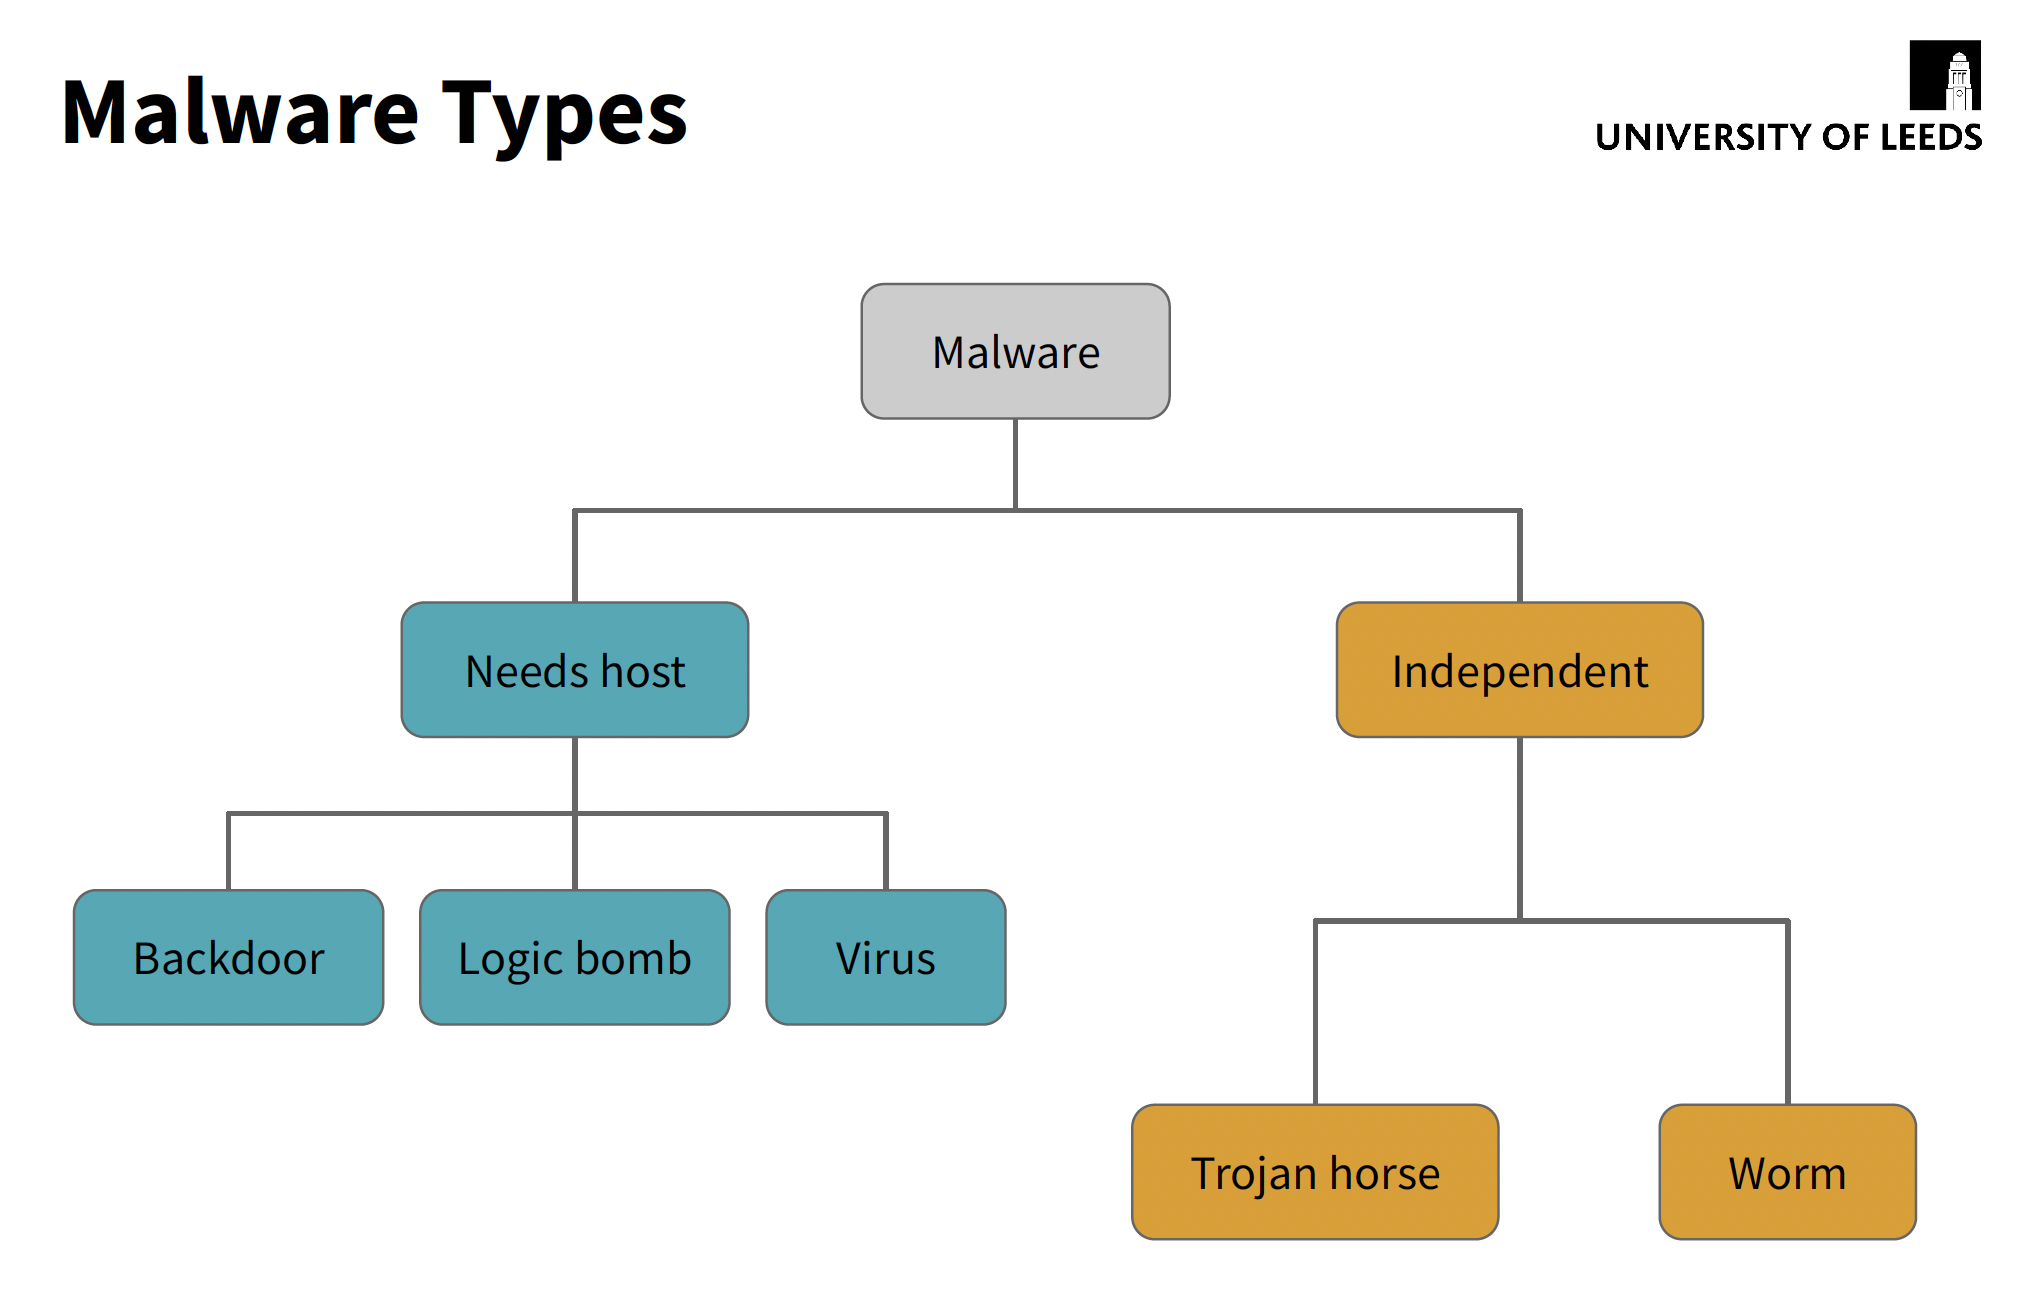 Malware Types
UNIVERSITY OF LEEDS
Malware
Needs host
Independent
Backdoor
Logic bomb
Virus
Trojan horse
Worm